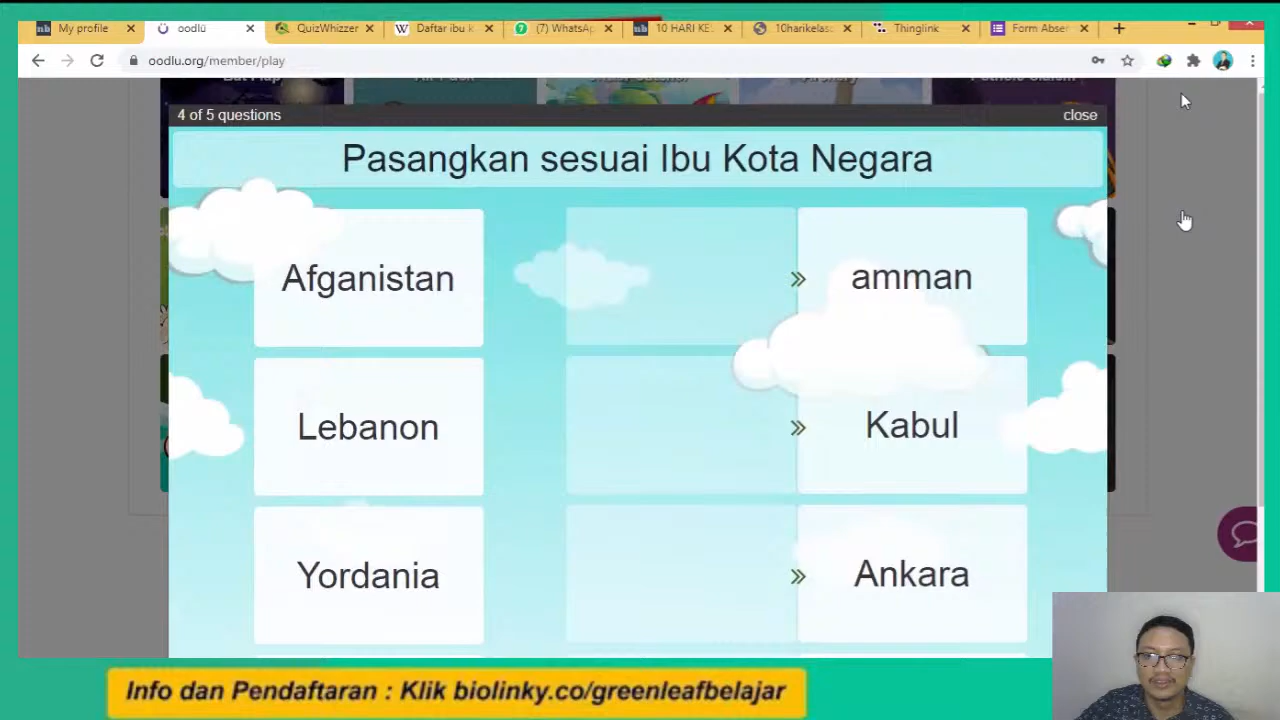 My profile
oodlu
QuizWhizzer
Daftar ibu k
(7) WhatsAp
10 HARI KE
10harikelas
Thinglink
Form Abser
oodlu.org/member/play
4 of 5 questions
close
Pasangkan sesuai Ibu Kota Negara
Afganistan
amman
Lebanon
Kabul
Yordania
Ankara
Info dan Pendaftaran : Klik biolinky.co/greenleafbelajar